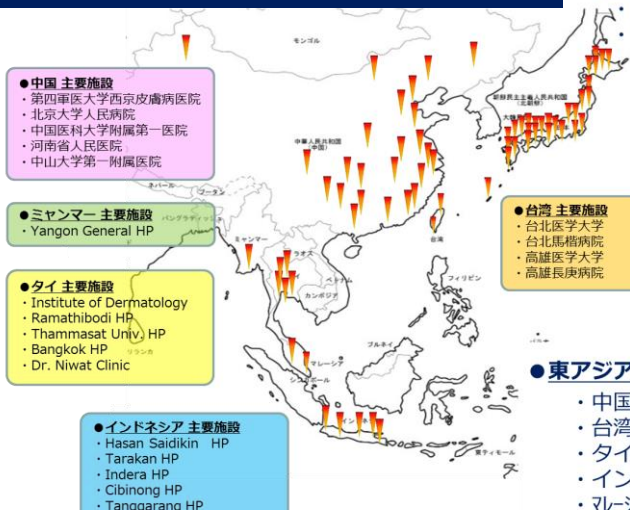 モンゴル
●中国 主要施設
・第四軍医大学西京皮膚病医院
・北京大学人民病院
・中国医科大学附属第一医院
・河南省人民医院
・中山大学第一附属医院
朝鮮民主主義人民共和国
(北朝鮮)
中華人民共和国
(中国)
ネパール
ブータン
バングラディッシュ
●ミャンマー 主要施設
・Yangon General HP
ミャンマー
ラオス
ベトナム
カンボジア
台湾
フィリピン
●台湾 主要施設
・台北医学大学
・台北馬楷病院
・高雄医学大学
・高雄長庚病院
●タイ 主要施設
・Institute of Dermatology
・Ramathibodi HP
・Thammasat Univ. HP
・Bangkok HP
・Dr. Niwat Clinic
スリランカ
マレーシア
シンガポール
ブルネイ
東ティモール
●インドネシア 主要施設
・Hasan Saidikin HP
・Tarakan HP
・Indera HP
・Cibinong HP
・Tanggarang HP
●東アジア
・中国
・台湾
・タイ
・イン
・マレーシ